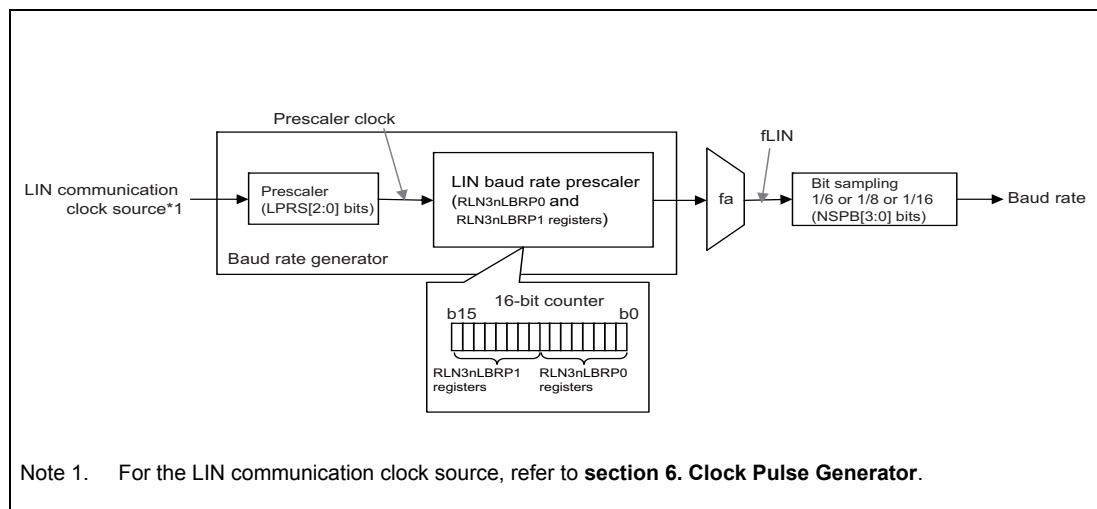 Prescaler clock
fLIN
LIN communication
clock source*1
Prescaler
(LPRS[2:0] bits)
LIN baud rate prescaler
(RLN3nLBRP0 and
RLN3nLBRP1 registers)
fa
Bit sampling
1/6 or 1/8 or 1/16
(NSPB[3:0] bits)
Baud rate
Baud rate generator
16-bit counter
b15 b0
RLN3nLBRP1 RLN3nLBRP0
registers registers
Note 1. For the LIN communication clock source, refer to section 6. Clock Pulse Generator.